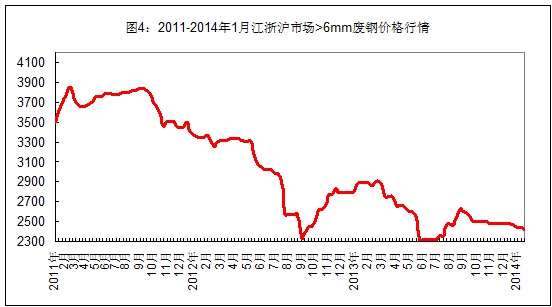 图4：2011-2014年1月江浙沪市场>6mm废钢价格行情
4100
3900
3700
3500
3300
3100
2900
2700
2500
2300
2011年
2月
3月
4月
5月
6月
7月
8月
9月
10月
11月
12月
2012年
2月
3月
4月
5月
6月
7月
8月
9月
10月
11月
12月
2013年
2月
3月
4月
5月
6月
7月
8月
9月
10月
11月
12月
2014年